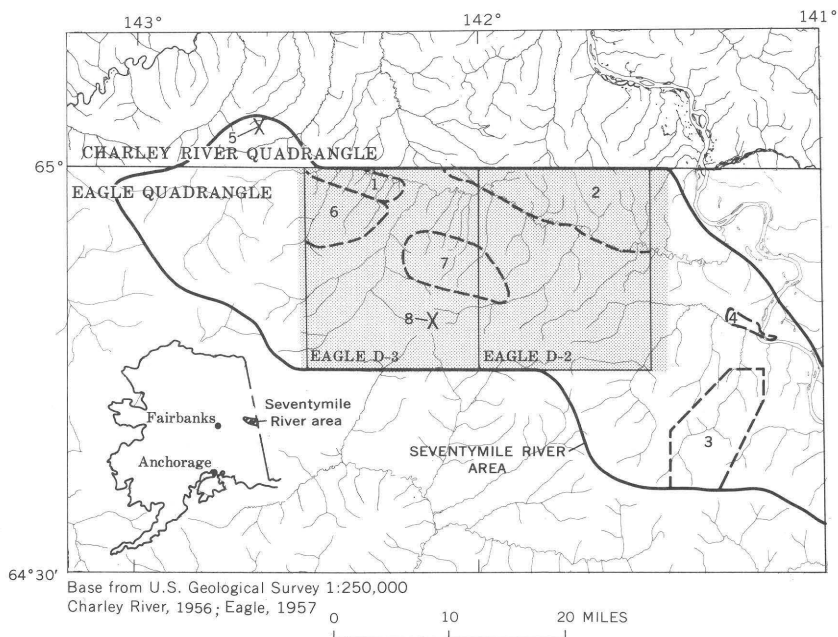 143° 142° 141°
5
CHARLEY RIVER QUADRANGLE
65°
EAGLE QUADRANGLE
1
2
6
7
8
4
EAGLE D-3 EAGLE D-2
3
Seventymile
River area
Fairbanks
Anchorage
SEVENTYMILE RIVER
AREA
64°30'
Base from U.S. Geological Survey 1:250,000
Charley River, 1956; Eagle, 1957
0 10 20 MILES